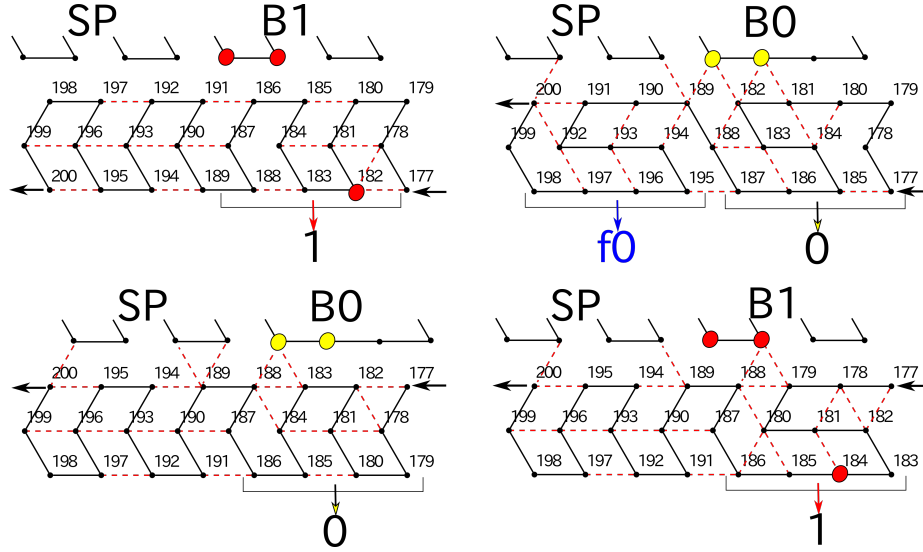 SP B1
198 197 192 191 186 185 180 179
199 196 193 190 187 184 181 178
200 195 194 189 188 183 182 177
1
SP B0
200 191 190 189 182 181 180 179
199 192 193 194 188 183 184 178
198 197 196 195 187 186 185 177
f0 0
SP B0
200 195 194 189 188 183 182 177
199 196 193 190 187 184 181 178
198 197 192 191 186 185 180 179
0
SP B1
200 195 194 189 188 179 178 177
199 196 193 190 187 180 181 182
198 197 192 191 186 185 184 183
1